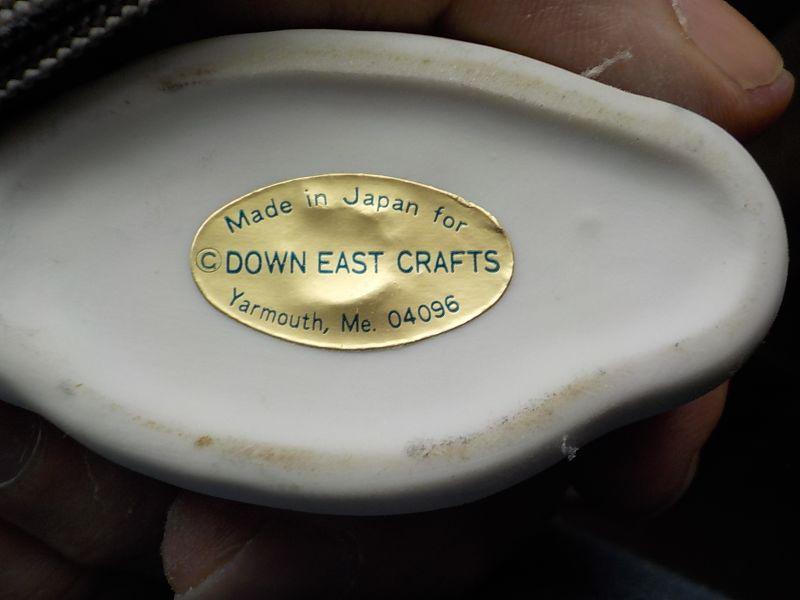 Made in Japan for
© DOWN EAST CRAFTS
Yarmouth, Me. 04096